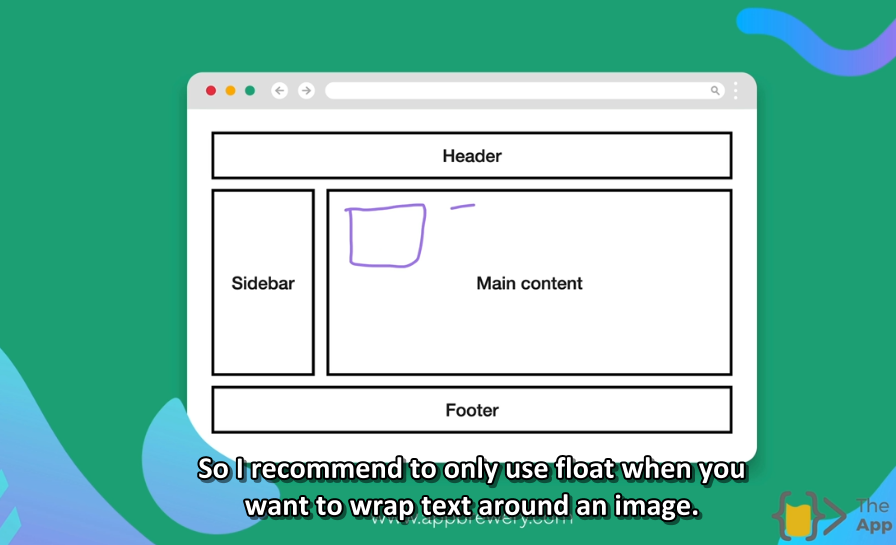 Header
Sidebar
Main content
Footer
So I recommend to only use float when you
want to wrap text around an image.
www.appbrewery.com
The
App